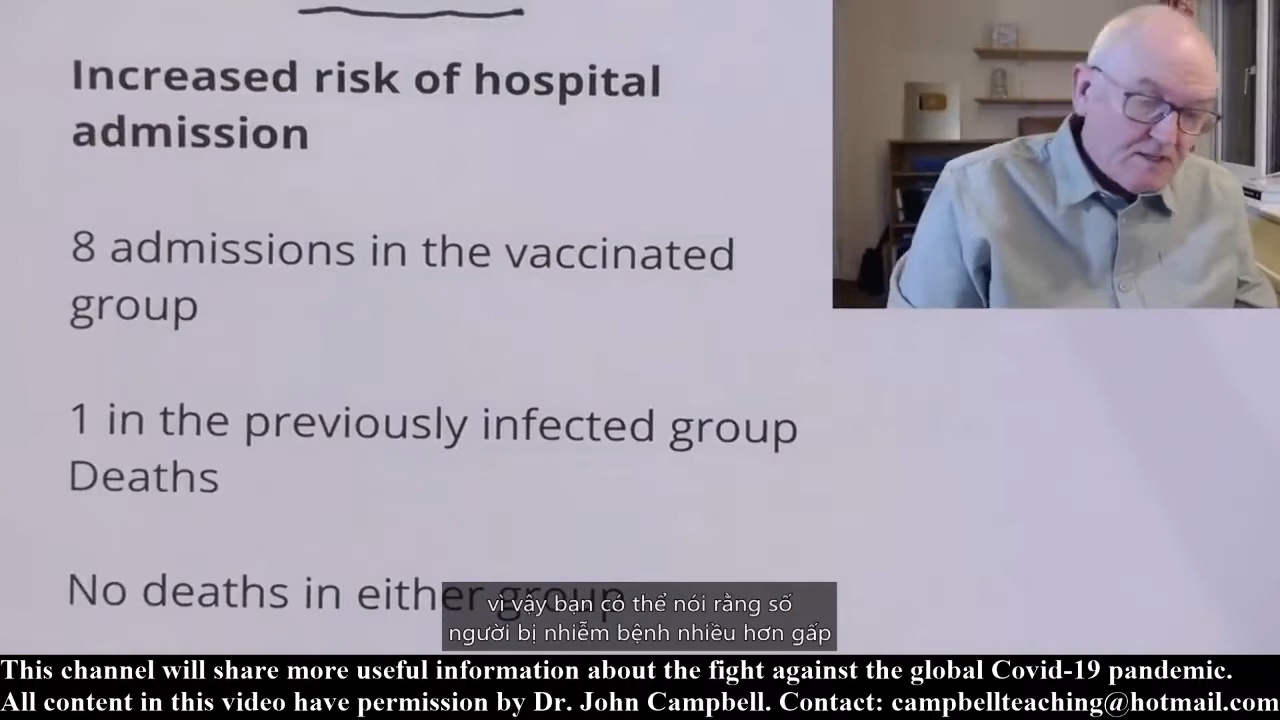 Increased risk of hospital
admission
8 admissions in the vaccinated
group
1 in the previously infected group
Deaths
No deaths in either group
vì vậy bạn có thể nói rằng số
người bị nhiễm bệnh nhiều hơn gấp
This channel will share more useful information about the fight against the global Covid-19 pandemic.
All content in this video have permission by Dr. John Campbell. Contact: campbellteaching@hotmail.com